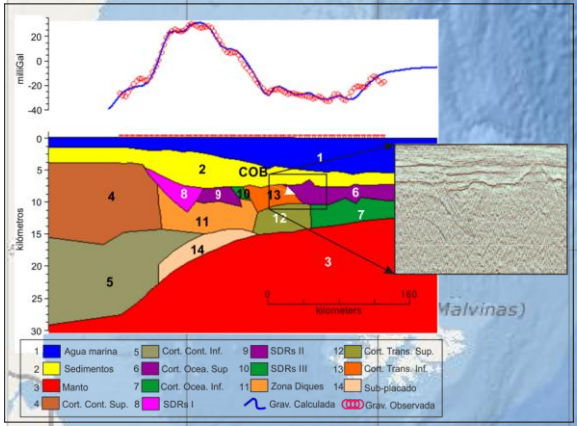 20
0
-20
-40
milliGal
0
5
10
15
20
25
30
kilómetros
1
2
COB
4
8
9
10
13
6
11
12
7
14
5
3
0 160
kilometers
Malvinas)
1 Agua marina
2 Sedimentos
3 Manto
4 Cort. Cont. Sup.
5 Cort. Cont. Inf.
6 Cort. Ocea. Sup
7 Cort. Ocea. Inf.
8 SDRs I
9 SDRs II
10 SDRs III
11 Zona Diques
Grav. Calculada
12 Cort. Trans. Sup.
13 Cort. Trans. Inf.
14 Sub-placado
Grav. Observada